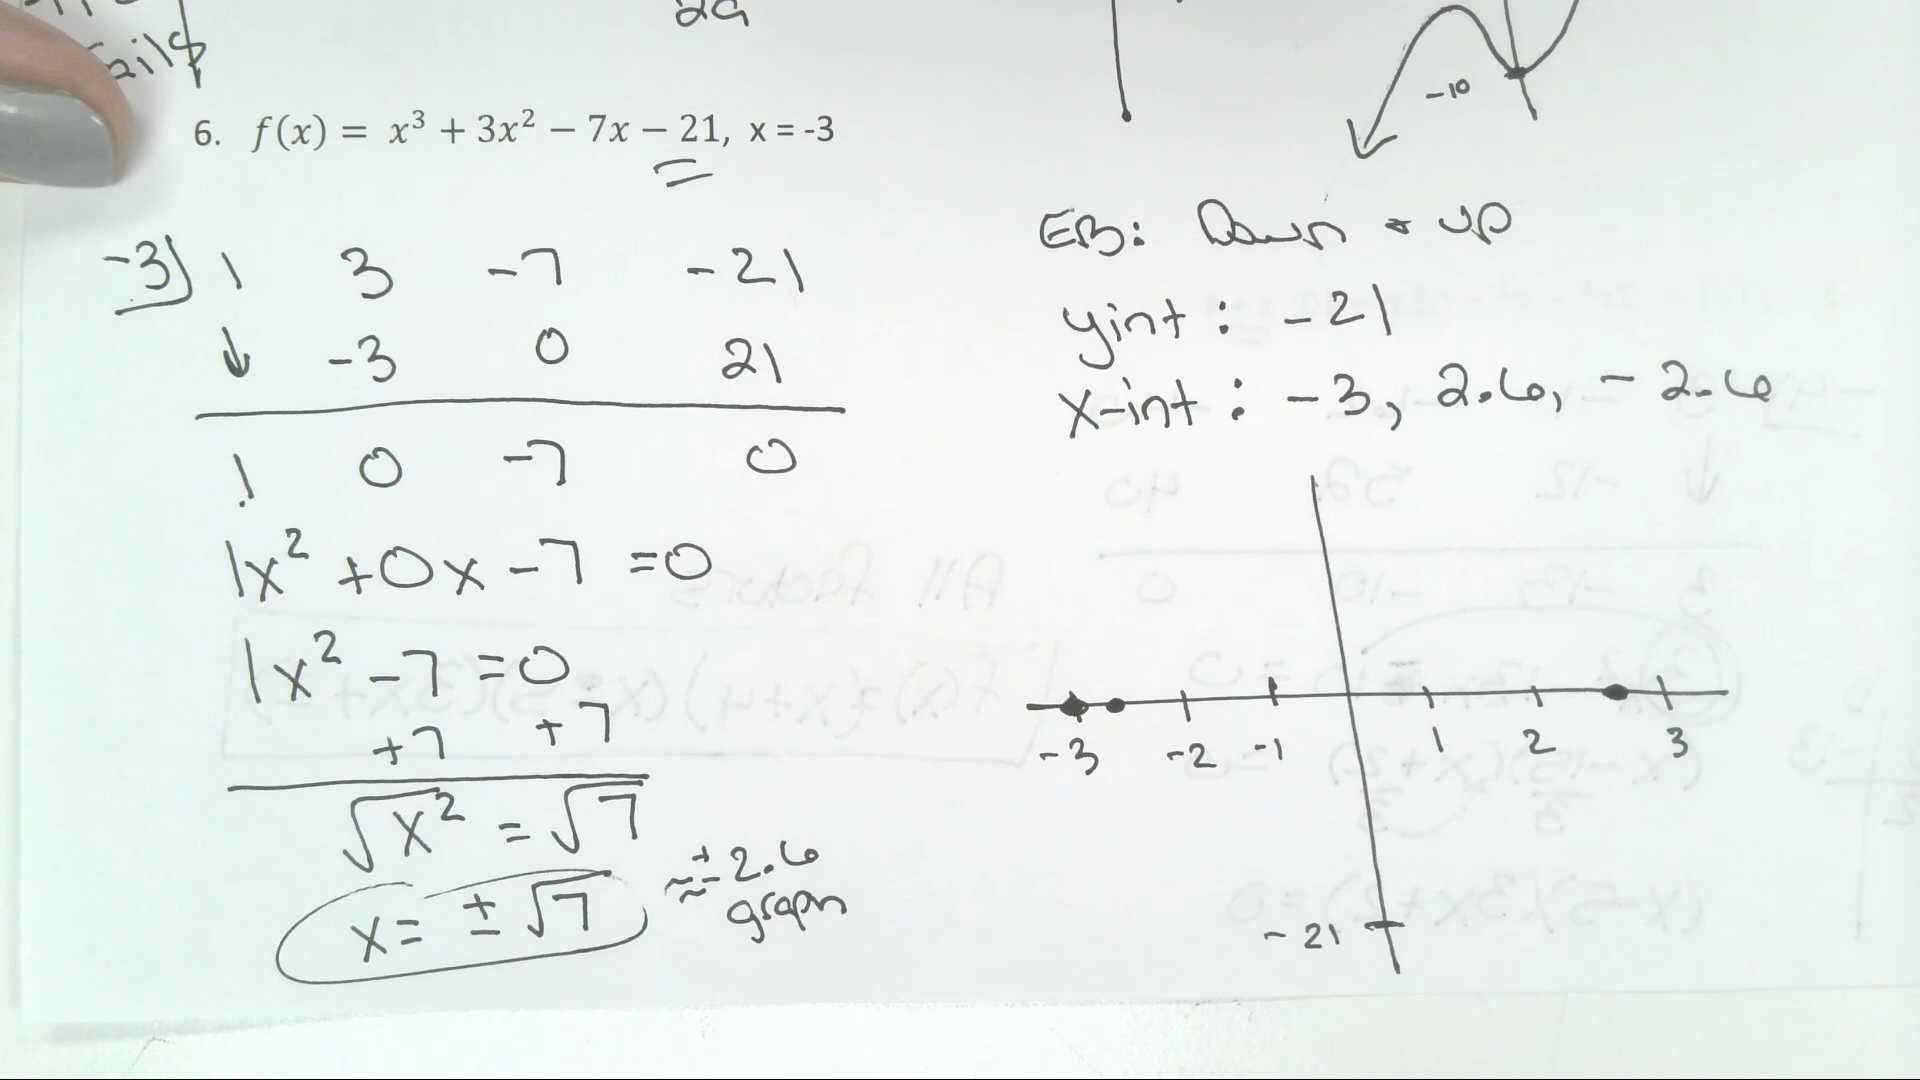 2a
6. f(x) = x³ + 3x² − 7x − 21, x = -3
-3 1 3 -7 -21
↓ -3 0 21
1 0 -7 0
1x² + 0x - 7 = 0
1x² - 7 = 0
+7 +7
√x² = √7
x = ± √7 ≈ ± 2.6
graph
-10
EB: Down + up
yint : -21
x-int : -3, 2.6, -2.6
-3 -2 -1 1 2 3
-21